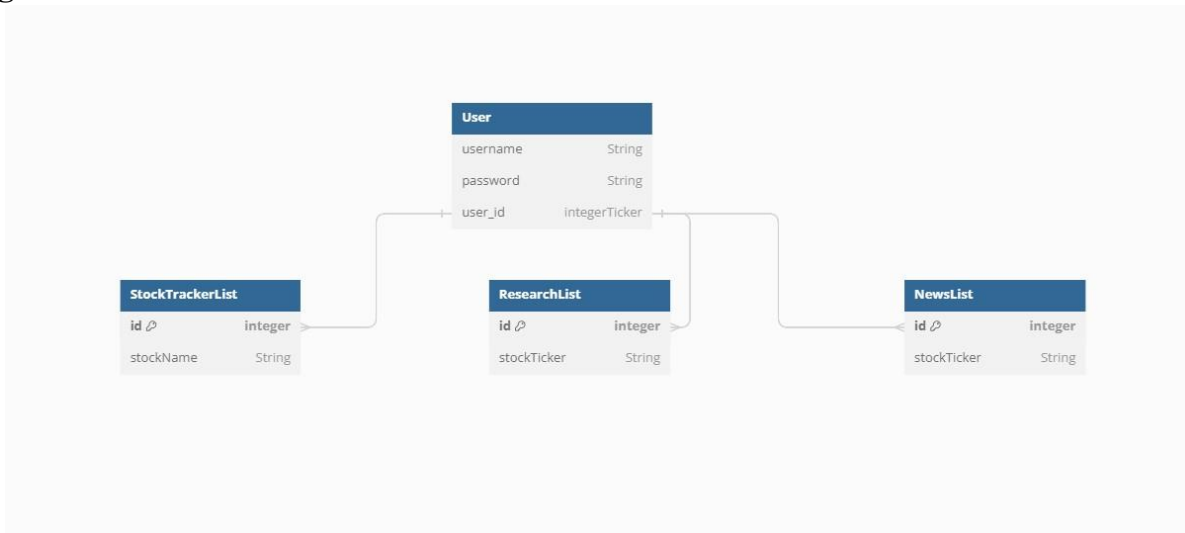 User
username String
password String
user_id integerTicker
StockTrackerList
id integer
stockName String
ResearchList
id integer
stockTicker String
NewsList
id integer
stockTicker String